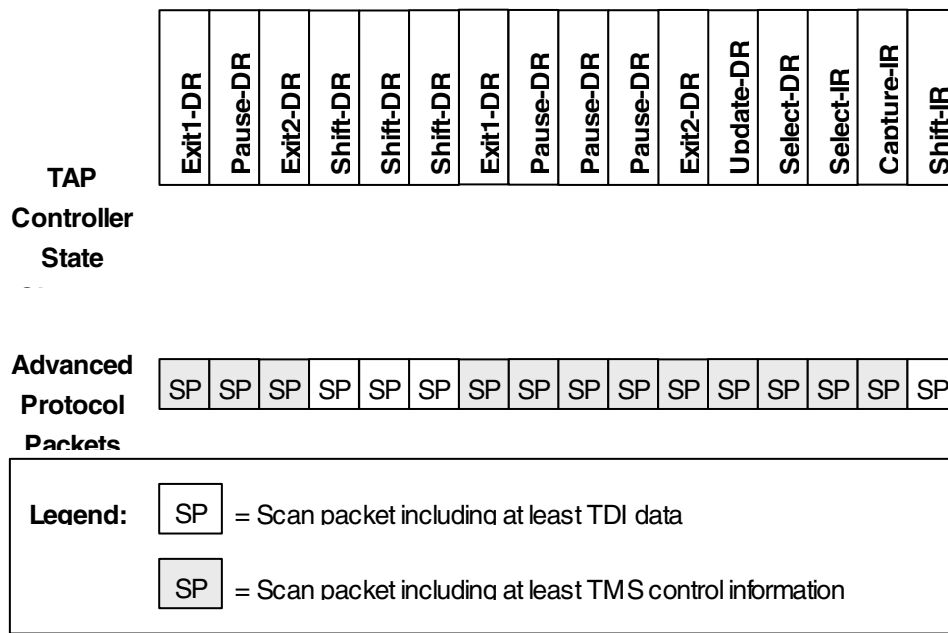 Exit1-DR
Pause-DR
Exit2-DR
Shift-DR
Shift-DR
Shift-DR
Exit1-DR
Pause-DR
Pause-DR
Pause-DR
Exit2-DR
Update-DR
Select-DR
Select-IR
Capture-IR
Shift-IR
TAP
Controller
State
Advanced
Protocol
Packets
SP SP SP SP SP SP SP SP SP SP SP SP SP SP SP SP
Legend:
SP = Scan packet including at least TDI data
SP = Scan packet including at least TMS control information